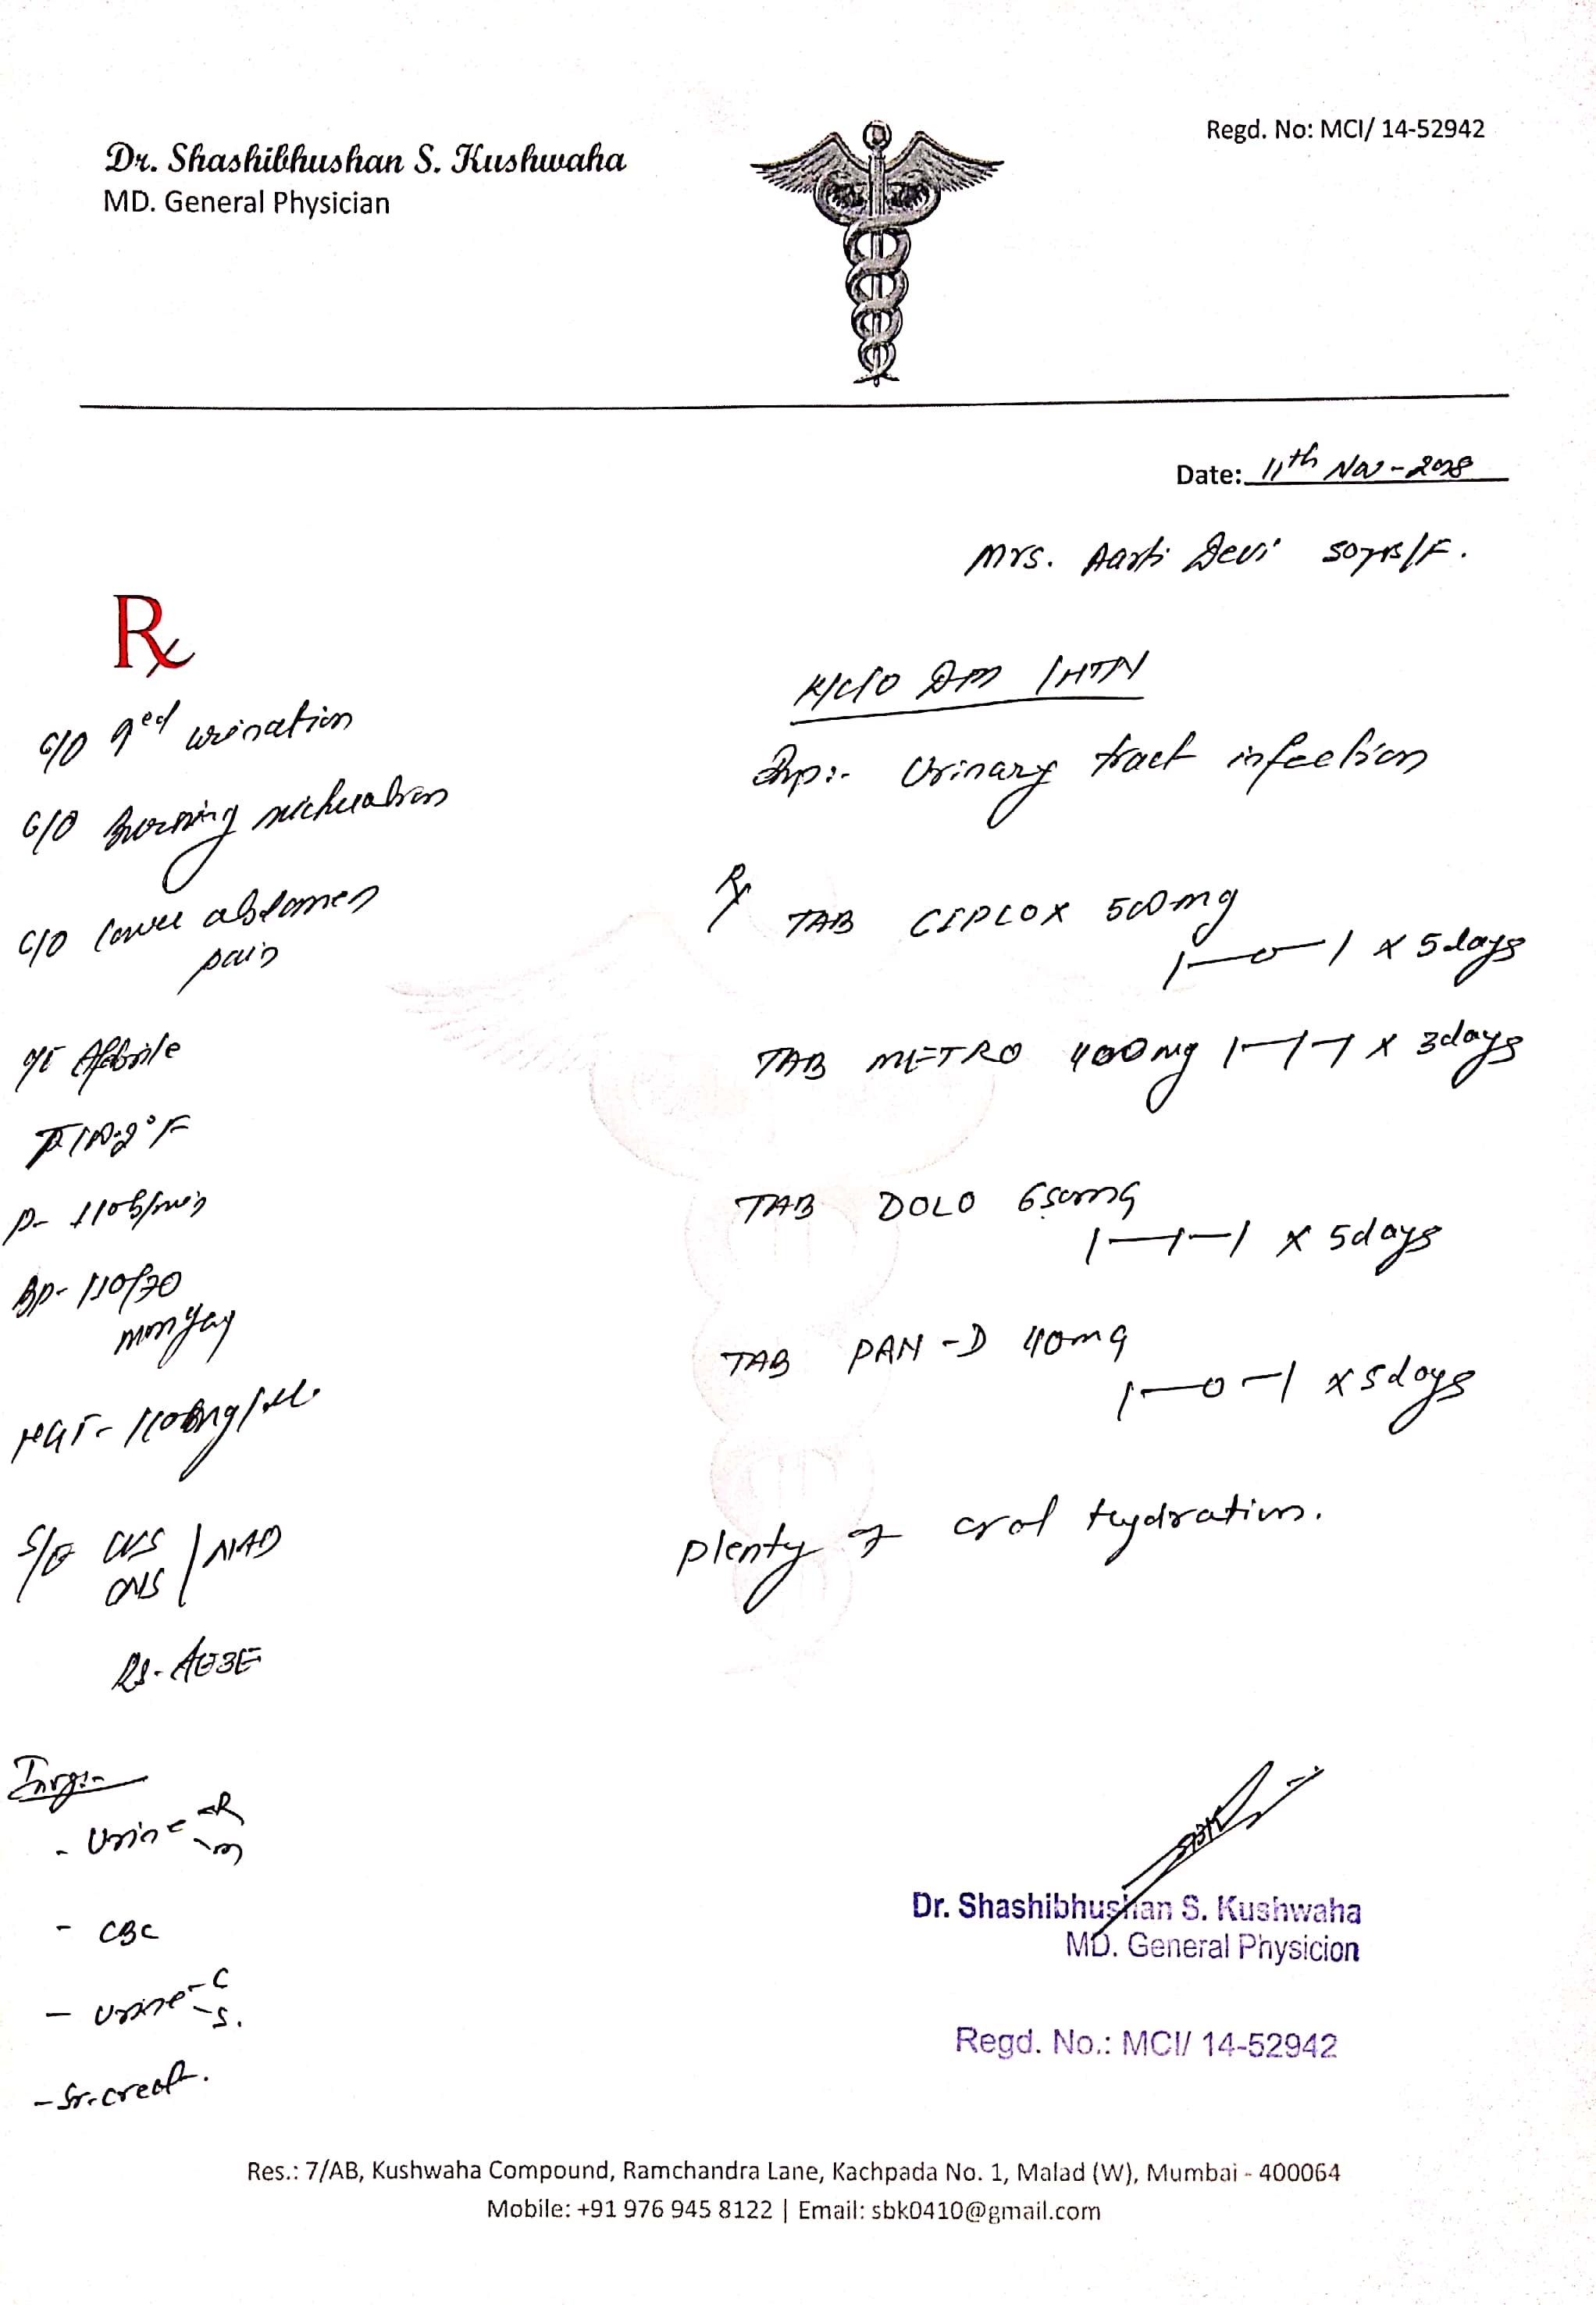 Dr. Shashibhushan S. Kushwaha
MD. General Physician
Regd. No: MCI/ 14-52942
Date: 11th Nov - 2018
Mrs. Aarti Devi 50yrs/F.
Rx
C/O ↑ed urination
C/O Burning micturation
C/O lower abdomen
pain
O/E Afebrile
°F
P- 110b/min
BP- 110/70
mmHg
HGT-
S/E CVS
CNS / NAD
RS- AEBE
Invg:-
- Urine -R
-m
- CBC
- Urine -C
-S.
- Sr. creat.
K/C/O DM / HTN
Imp:- Urinary tract infection
Rx TAB CIPLOX 500mg
1—0—1 x 5days
TAB METRO 400mg 1—1—1 x 3days
TAB DOLO 650mg
1—1—1 x 5days
TAB PAN-D 40mg
1—0—1 x 5days
Plenty of oral hydration.
Dr. Shashibhushan S. Kushwaha
MD. General Physicion
Regd. No.: MCI/ 14-52942
Res.: 7/AB, Kushwaha Compound, Ramchandra Lane, Kachpada No. 1, Malad (W), Mumbai - 400064
Mobile: +91 976 945 8122 | Email: sbk0410@gmail.com